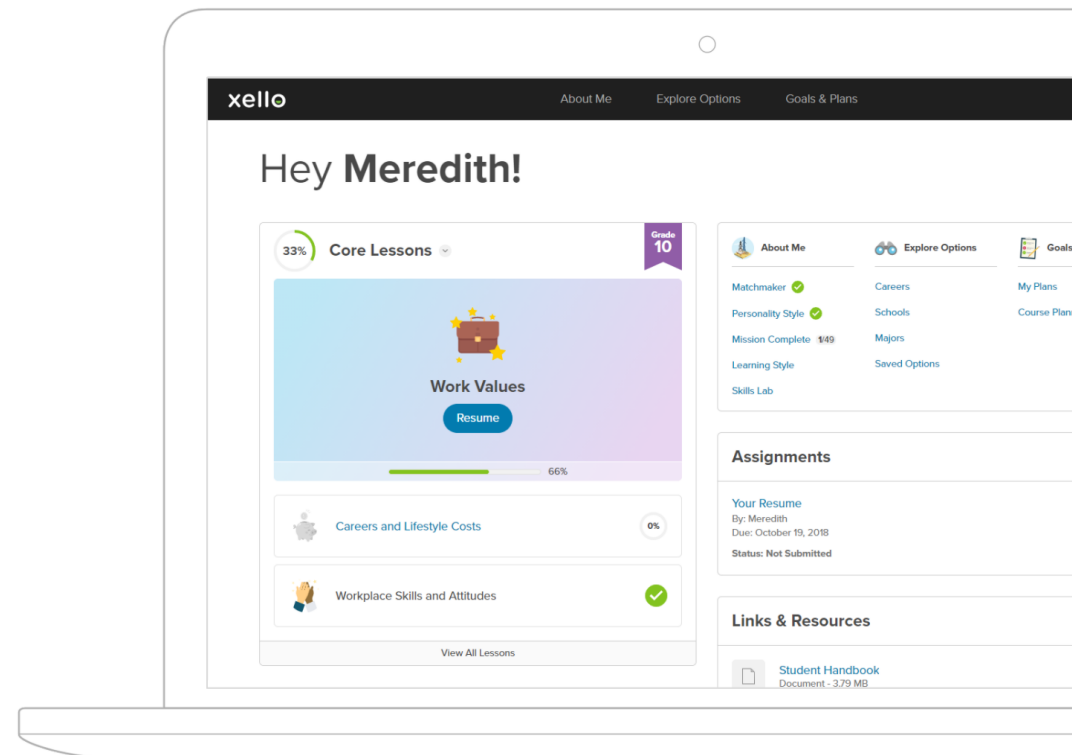 xello
About Me Explore Options Goals & Plans
Hey Meredith!
33% Core Lessons
Grade
10
Work Values
Resume
66%
Careers and Lifestyle Costs 0%
Workplace Skills and Attitudes
View All Lessons
About Me
Matchmaker
Personality Style
Mission Complete 1/49
Learning Style
Skills Lab
Explore Options
Careers
Schools
Majors
Saved Options
Goals
My Plans
Course Plan
Assignments
Your Resume
By: Meredith
Due: October 19, 2018
Status: Not Submitted
Links & Resources
Student Handbook
Document - 3.79 MB